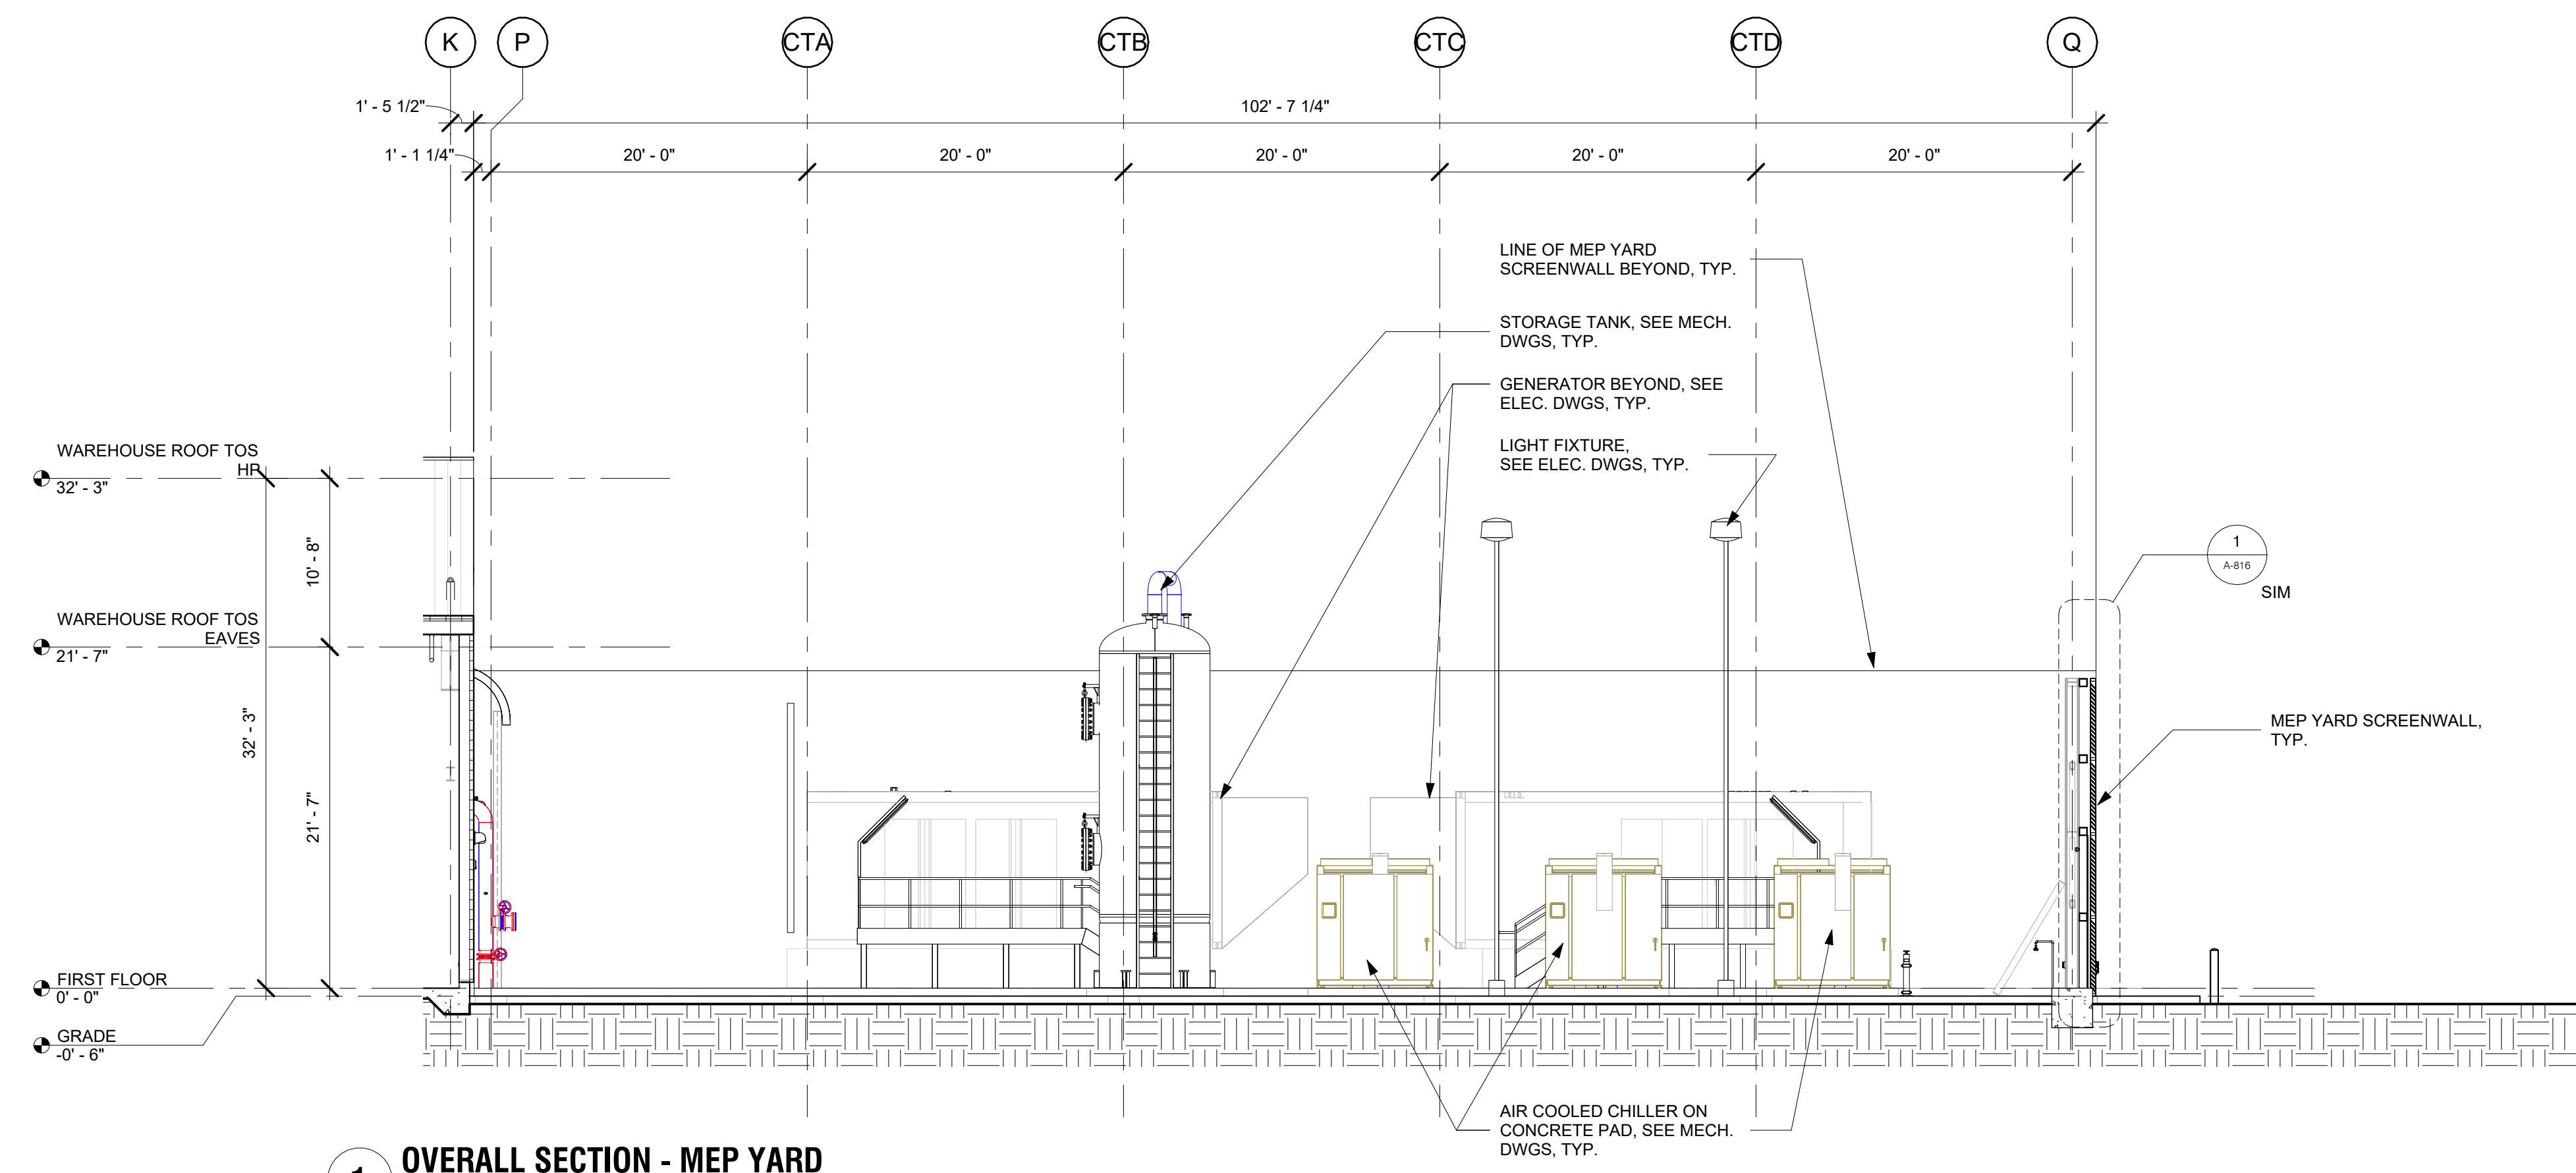 K
P
CTA
CTB
CTC
CTD
Q
1' - 5 1/2"
102' - 7 1/4"
1' - 1 1/4"
20' - 0"
20' - 0"
20' - 0"
20' - 0"
20' - 0"
LINE OF MEP YARD
SCREENWALL BEYOND, TYP.
STORAGE TANK, SEE MECH.
DWGS, TYP.
GENERATOR BEYOND, SEE
ELEC. DWGS, TYP.
LIGHT FIXTURE,
SEE ELEC. DWGS, TYP.
WAREHOUSE ROOF TOS
HR
32' - 3"
10' - 8"
1
A-816
SIM
WAREHOUSE ROOF TOS
EAVES
21' - 7"
32' - 3"
21' - 7"
MEP YARD SCREENWALL,
TYP.
FIRST FLOOR
0' - 0"
GRADE
-0' - 6"
AIR COOLED CHILLER ON
CONCRETE PAD, SEE MECH.
DWGS, TYP.
1
OVERALL SECTION - MEP YARD